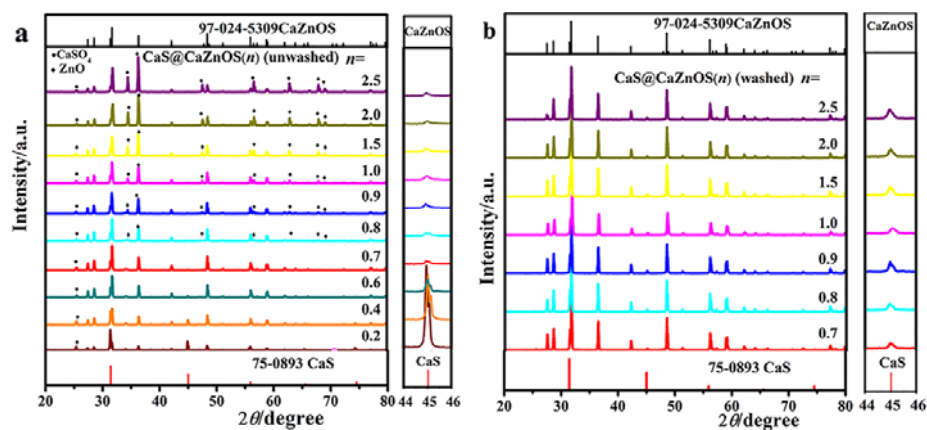 a
97-024-5309CaZnOS
CaZnOS
•CaSO4
♦ZnO
CaS@CaZnOS(n) (unwashed) n=
2.5
2.0
1.5
1.0
0.9
0.8
0.7
0.6
0.4
0.2
75-0893 CaS
CaS
Intensity/a.u.
20 30 40 50 60 70 80
44 45 46
2θ/degree
b
97-024-5309CaZnOS
CaZnOS
CaS@CaZnOS(n) (washed) n=
2.5
2.0
1.5
1.0
0.9
0.8
0.7
75-0893 CaS
CaS
Intensity/a.u.
20 30 40 50 60 70 80
44 45 46
2θ/degree